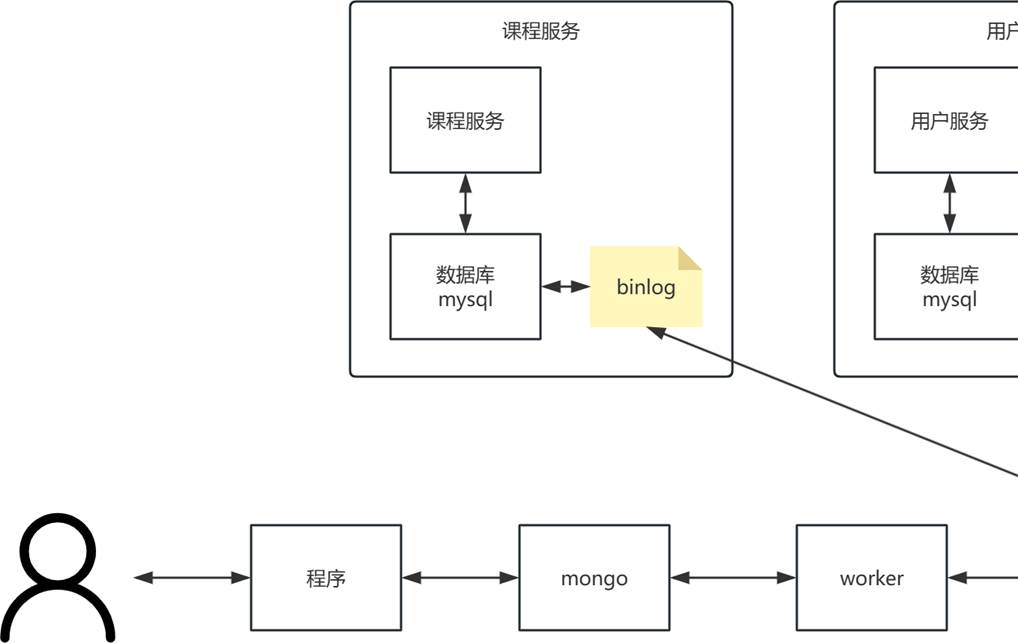 课程服务
用户
课程服务
用户服务
数据库
mysql
binlog
数据库
mysql
程序
mongo
worker